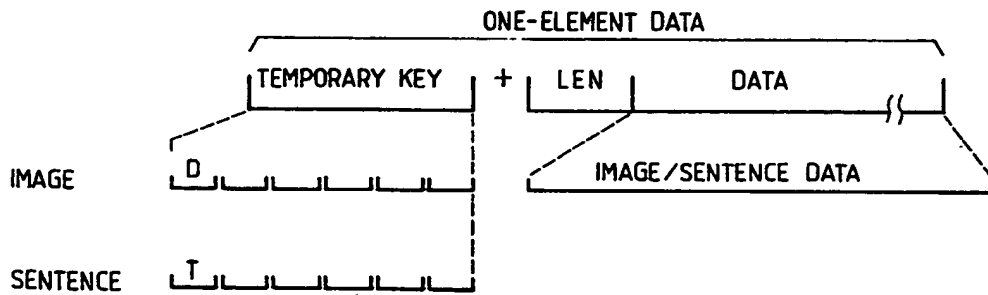 ONE-ELEMENT DATA
TEMPORARY KEY + LEN DATA
D
IMAGE IMAGE/SENTENCE DATA
T
SENTENCE